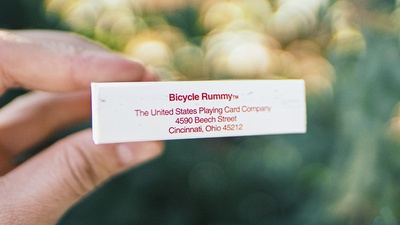 Bicycle Rummy™
The United States Playing Card Company
4590 Beech Street
Cincinnati, Ohio 45212